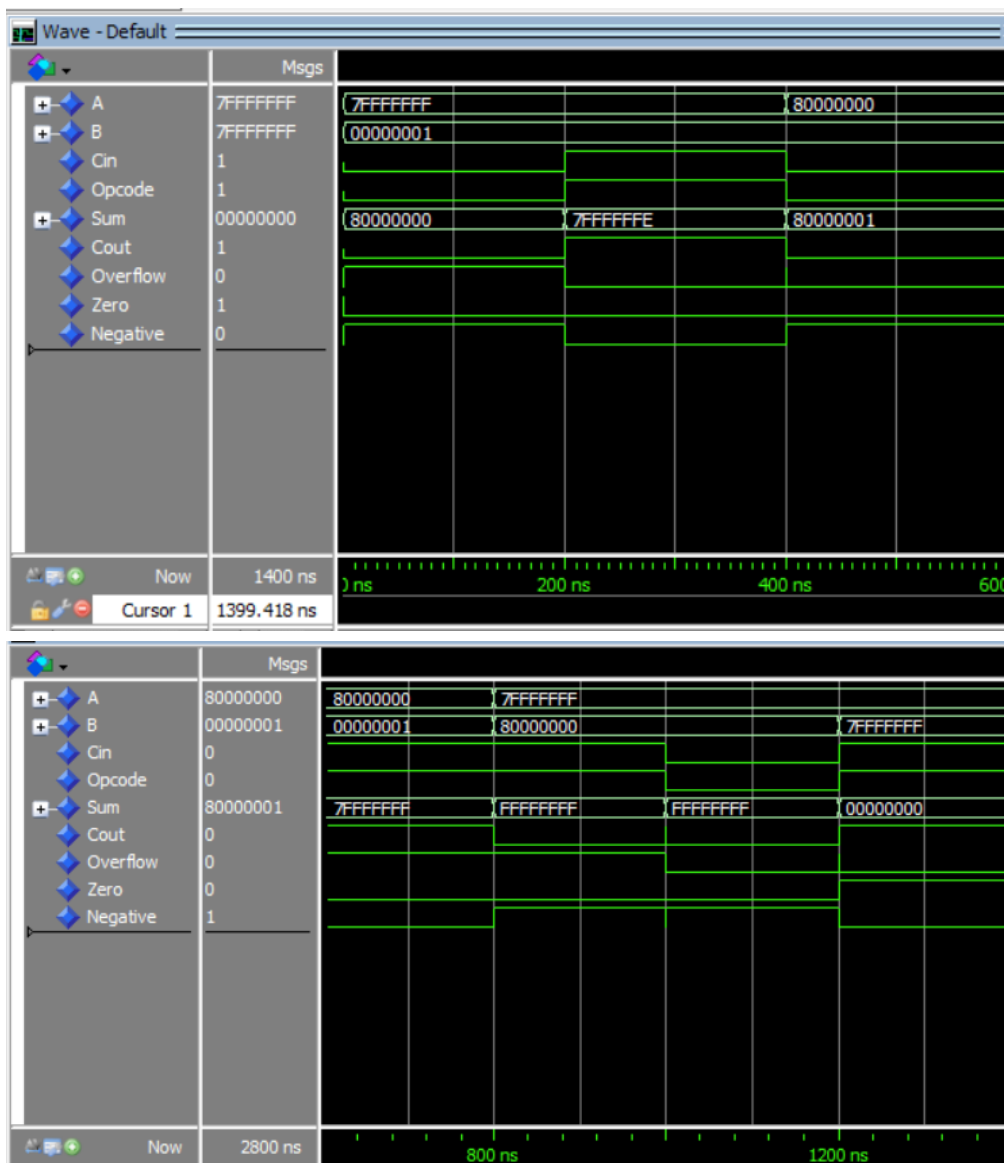 Wave - Default
Msgs
A 7FFFFFFF 7FFFFFFF 80000000
B 7FFFFFFF 00000001
Cin 1
Opcode 1
Sum 00000000 80000000 7FFFFFFE 80000001
Cout 1
Overflow 0
Zero 1
Negative 0
Now 1400 ns ns 200 ns 400 ns 600
Cursor 1 1399.418 ns
Msgs
A 80000000 80000000 7FFFFFFF
B 00000001 00000001 80000000 7FFFFFFF
Cin 0
Opcode 0
Sum 80000001 7FFFFFFF FFFFFFFF FFFFFFFF 00000000
Cout 0
Overflow 0
Zero 0
Negative 1
Now 2800 ns 800 ns 1200 ns